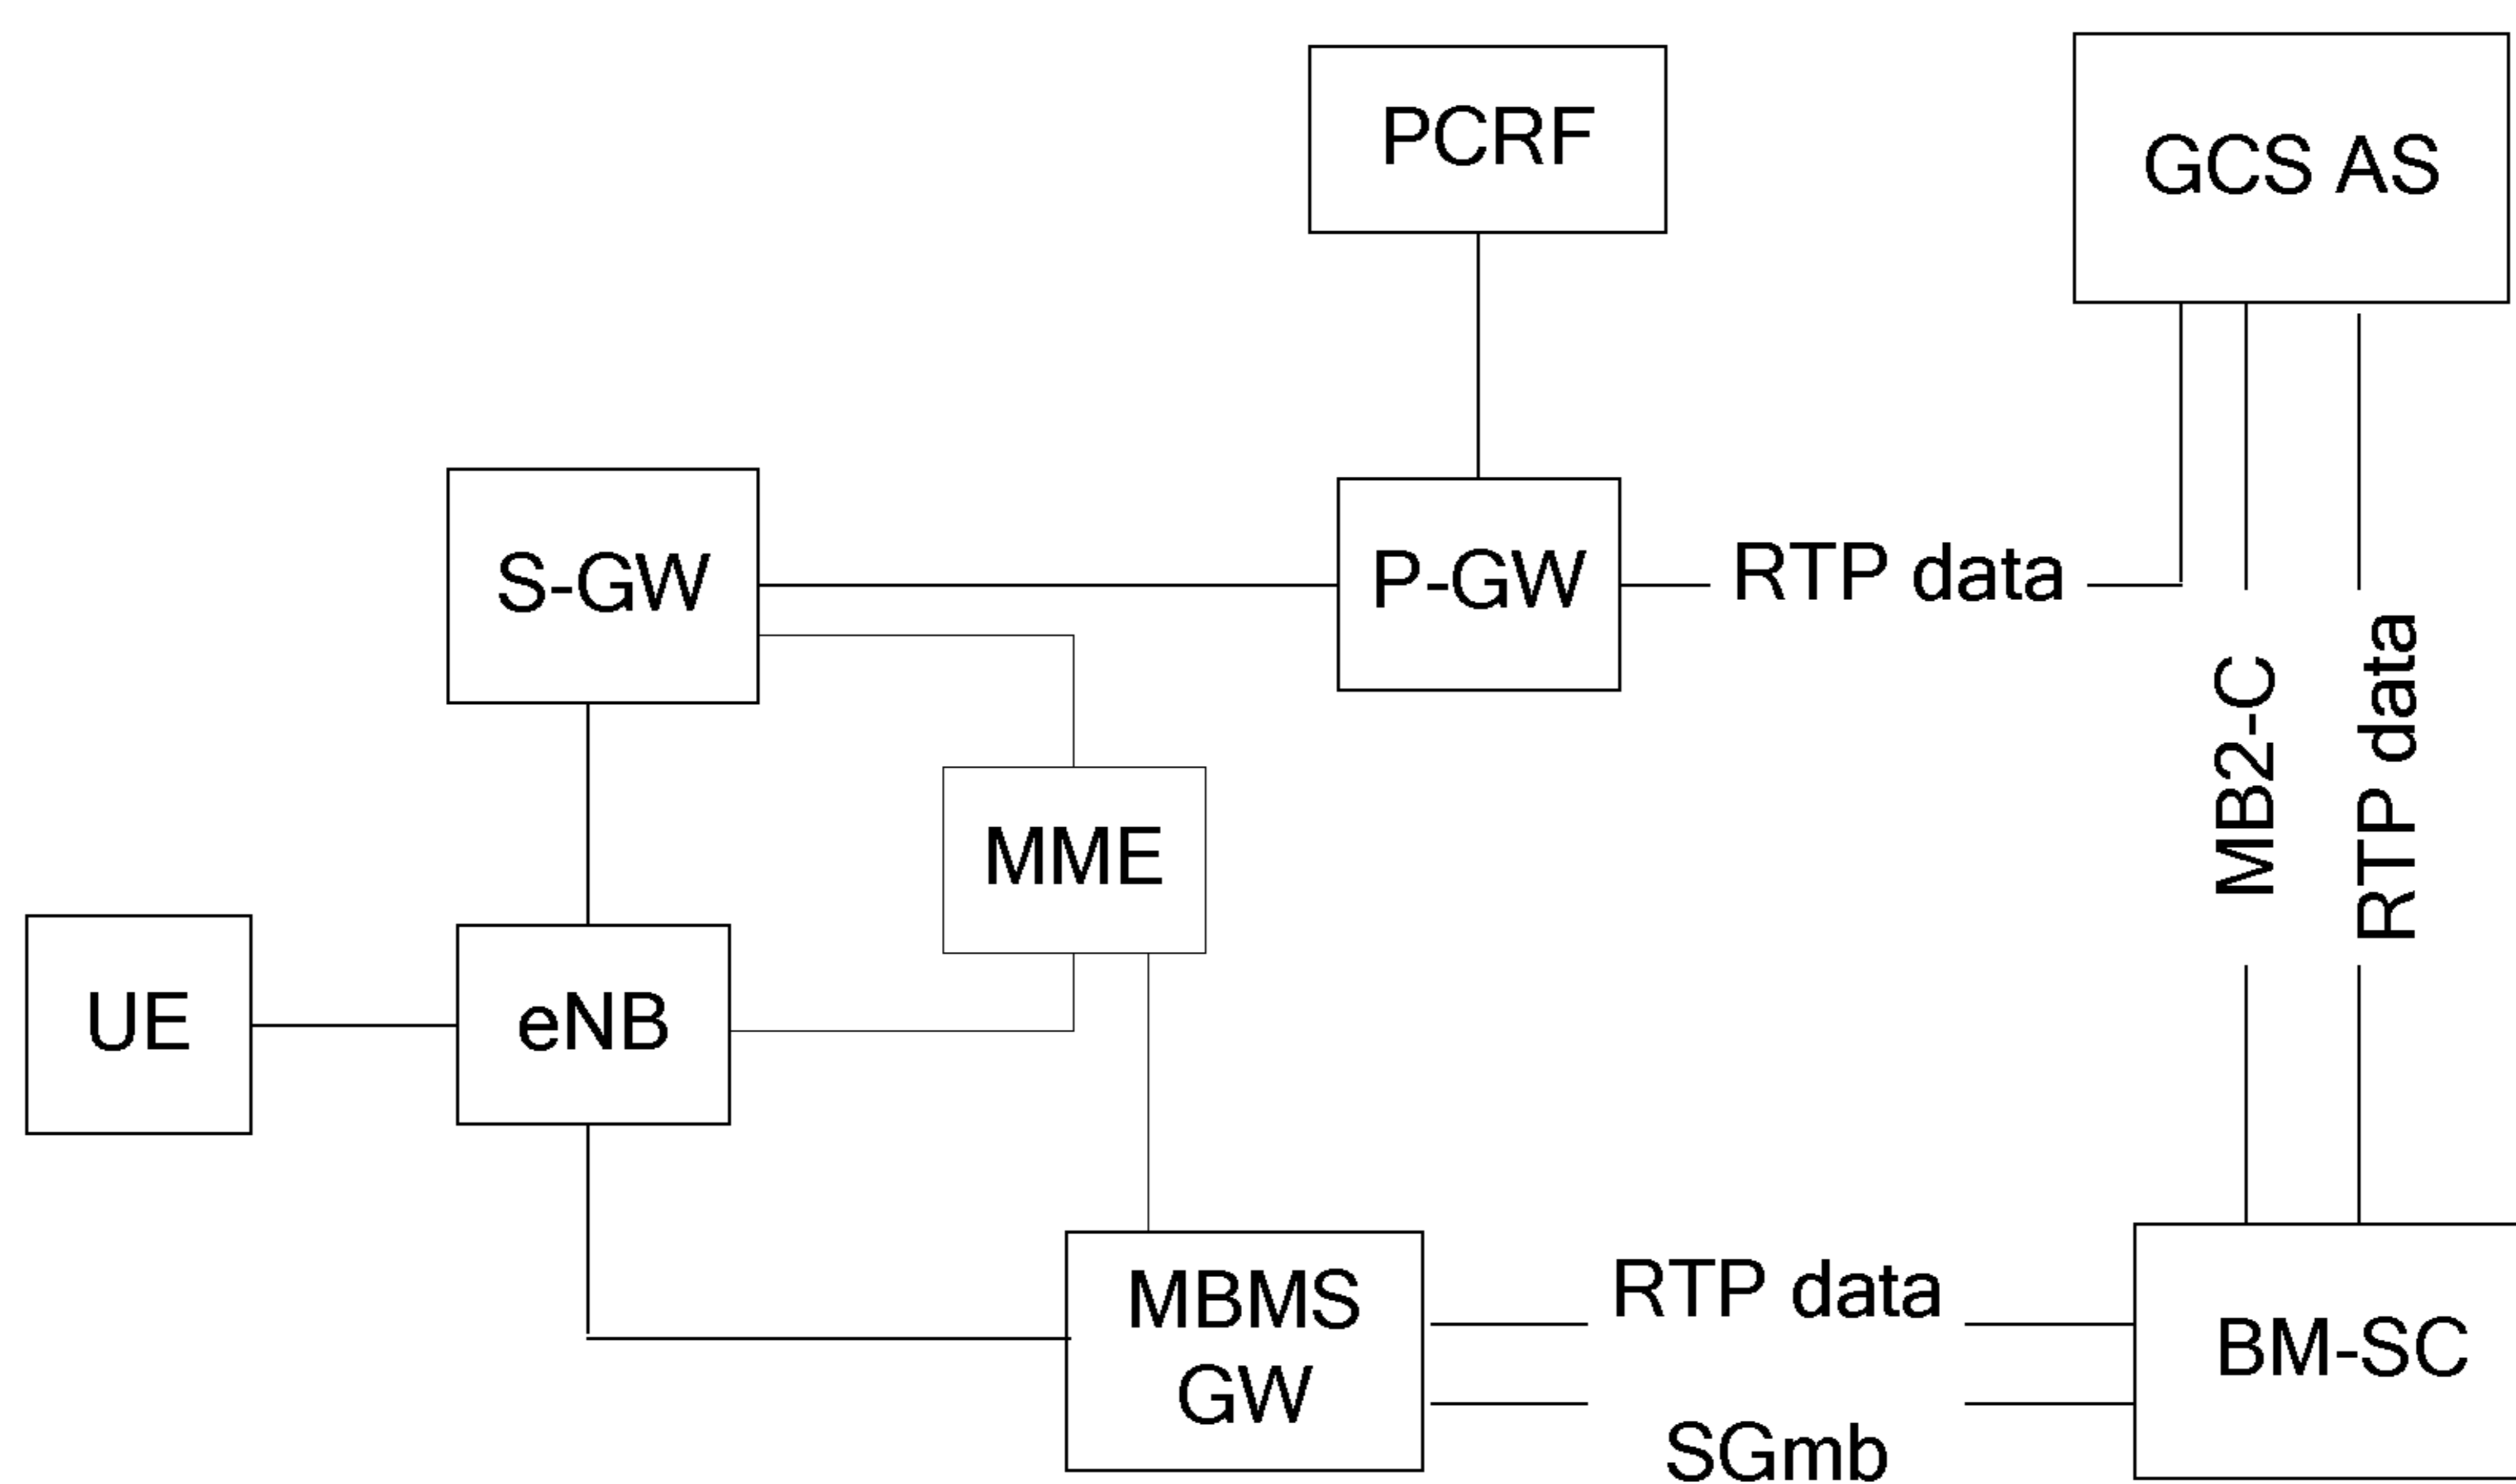 PCRF
GCS AS
S-GW
P-GW
RTP data
MB2-C
RTP data
MME
UE
eNB
MBMS
GW
RTP data
SGmb
BM-SC